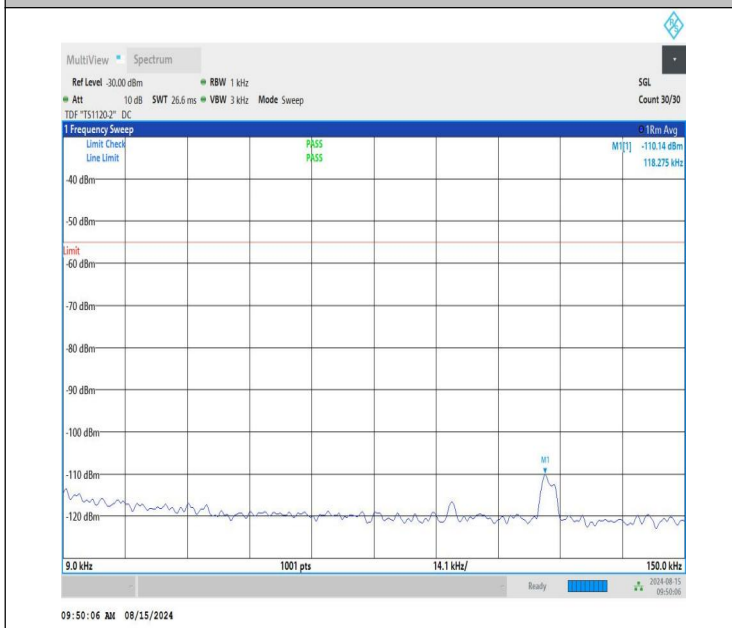 MultiView Spectrum
Ref Level -30.00 dBm RBW 1 kHz SGL
Att 10 dB SWT 26.6 ms VBW 3 kHz Mode Sweep Count 30/30
TDF "TS1120-2" DC
1 Frequency Sweep 1Rm Avg
Limit Check PASS M1[1] -110.14 dBm
Line Limit PASS 118.275 kHz
-40 dBm
-50 dBm
Limit
-60 dBm
-70 dBm
-80 dBm
-90 dBm
-100 dBm
M1
-110 dBm
-120 dBm
9.0 kHz 1001 pts 14.1 kHz/ 150.0 kHz
Ready 2024-08-15
09:50:06
09:50:06 AM 08/15/2024